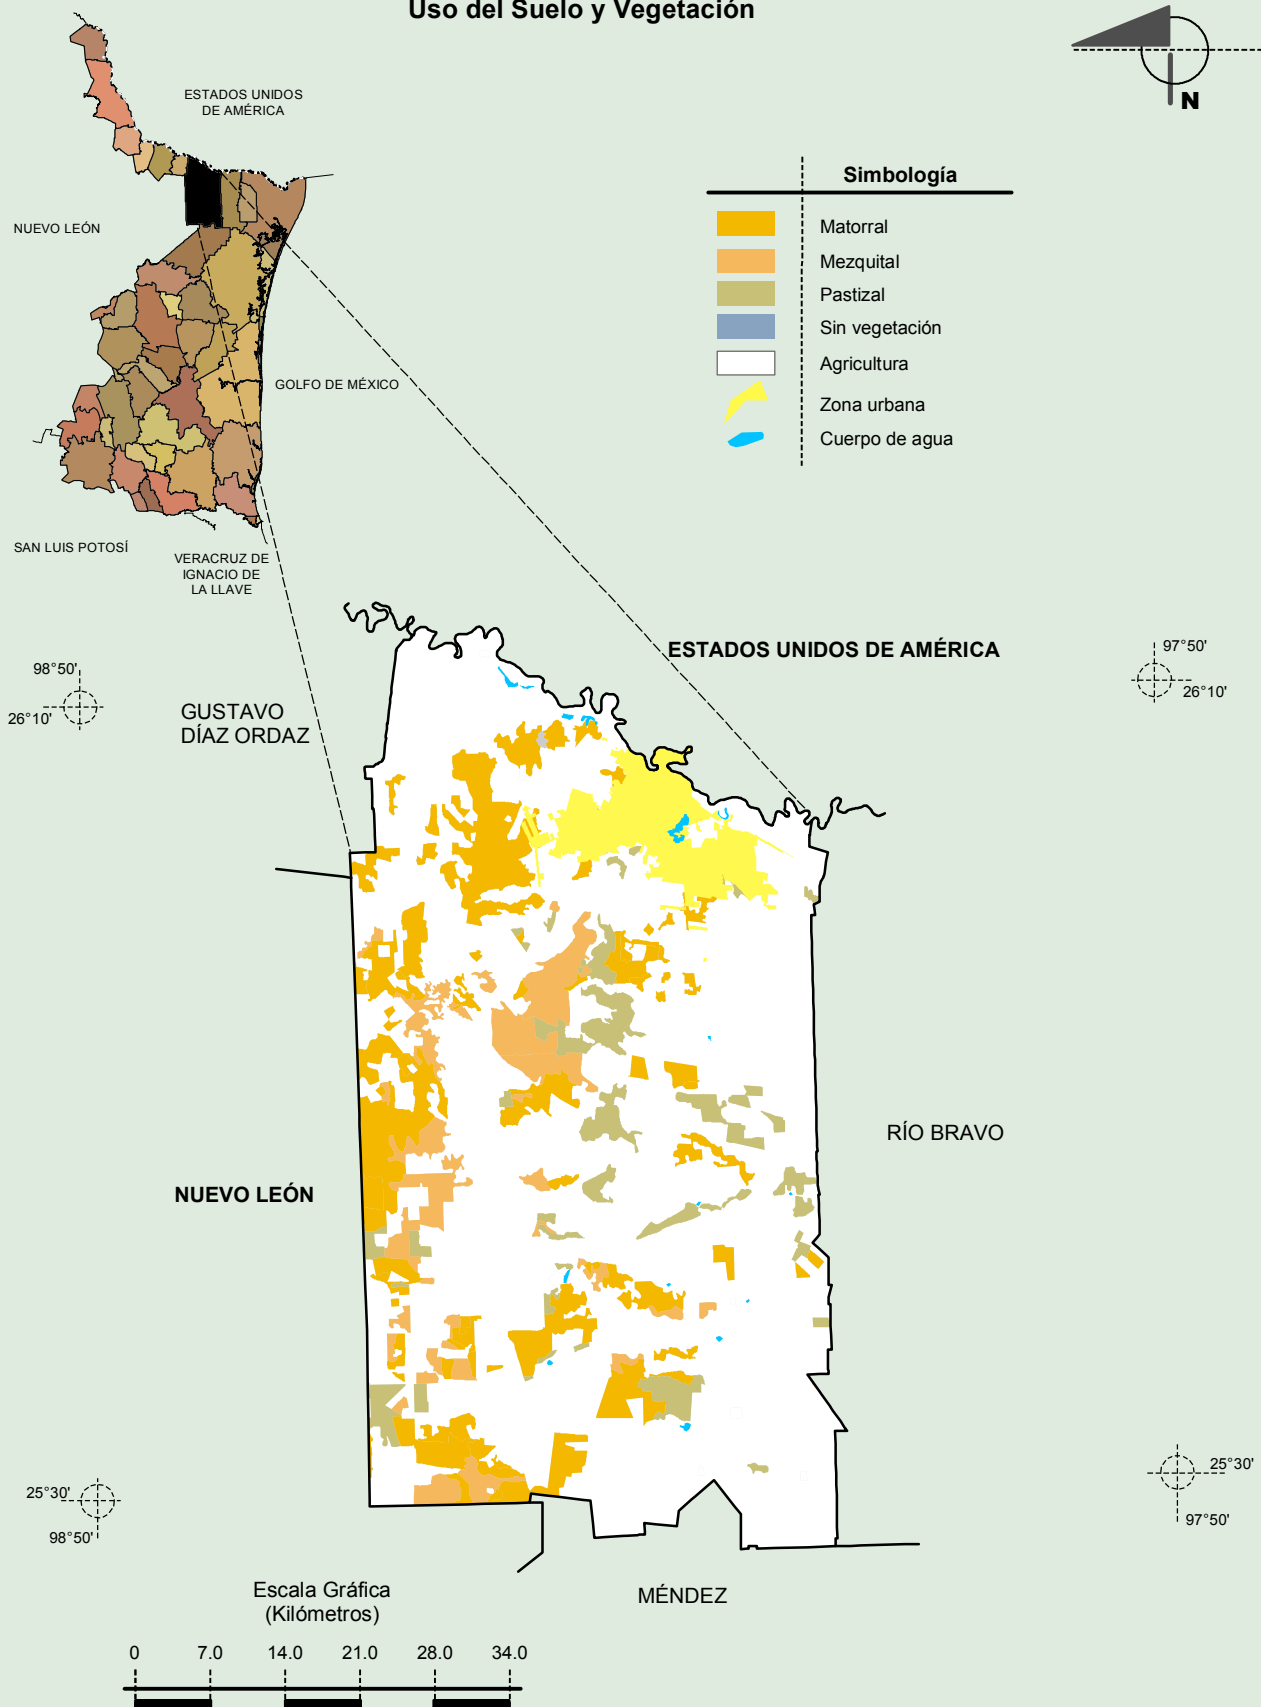 Uso del Suelo y Vegetación
N
ESTADOS UNIDOS
DE AMÉRICA
NUEVO LEÓN
GOLFO DE MÉXICO
SAN LUIS POTOSÍ
VERACRUZ DE
IGNACIO DE
LA LLAVE
Simbología
Matorral
Mezquital
Pastizal
Sin vegetación
Agricultura
Zona urbana
Cuerpo de agua
ESTADOS UNIDOS DE AMÉRICA
98°50'
26°10'
97°50'
26°10'
GUSTAVO
DÍAZ ORDAZ
RÍO BRAVO
NUEVO LEÓN
25°30'
98°50'
25°30'
97°50'
MÉNDEZ
Escala Gráfica
(Kilómetros)
0 7.0 14.0 21.0 28.0 34.0